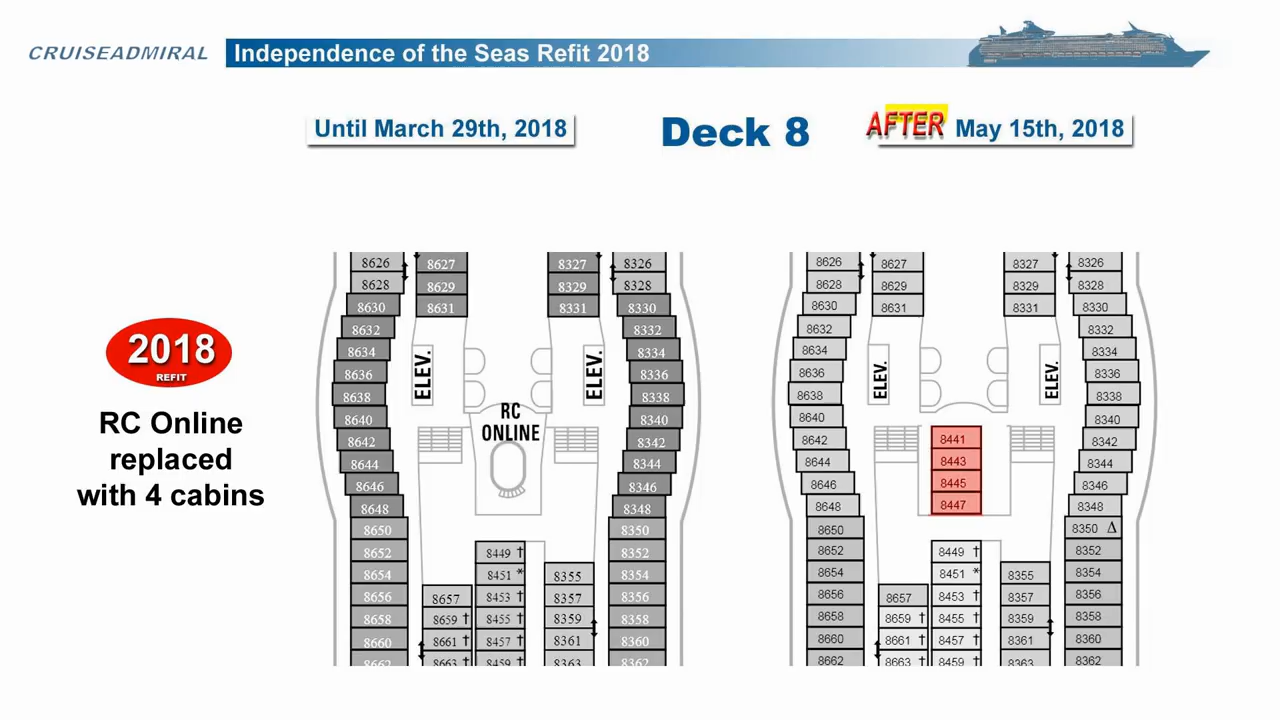 CRUISEADMIRAL
Independence of the Seas Refit 2018
Until March 29th, 2018
Deck 8
AFTER May 15th, 2018
2018
REFIT
RC Online
replaced
with 4 cabins
8626 8627 8327 8326
8628 8629 8329 8328
8630 8631 8331 8330
8632 8332
8634 8334
8636 8336
8638 8338
ELEV. ELEV.
RC
ONLINE
8640 8340
8642 8342
8644 8344
8646 8346
8648 8348
8650 8350
8652 8449 † 8352
8654 8451 * 8355 8354
8656 8657 8453 † 8357 8356
8658 8659 † 8455 † 8359 8358
8660 8661 † 8457 † 8361 8360
8662 8663 † 8459 † 8363 8362
8626 8627 8327 8326
8628 8629 8329 8328
8630 8631 8331 8330
8632 8332
8634 8334
8636 8336
8638 8338
ELEV. ELEV.
8640 8340
8642 8441 8342
8644 8443 8344
8646 8445 8346
8648 8447 8348
8650 8350 Δ
8652 8449 † 8352
8654 8451 * 8355 8354
8656 8657 8453 † 8357 8356
8658 8659 † 8455 † 8359 8358
8660 8661 † 8457 † 8361 8360
8662 8663 † 8459 † 8363 8362